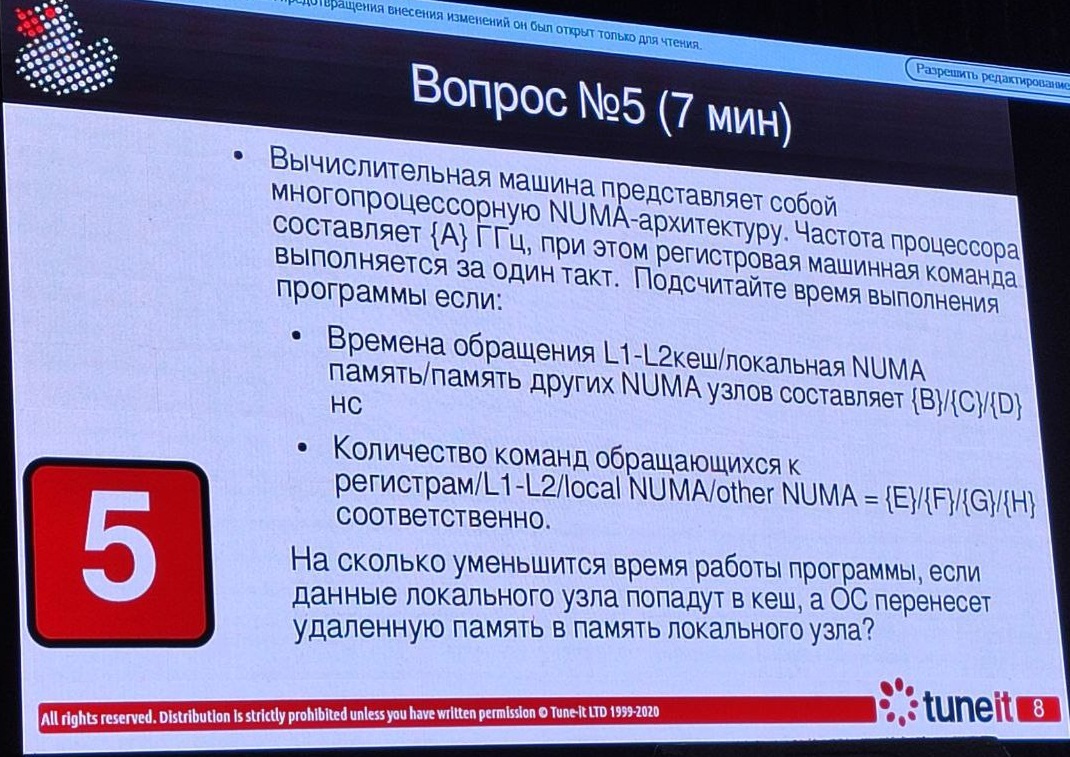 предотвращения внесения изменений он был открыт только для чтения.
Разрешить редактирование
Вопрос №5 (7 мин)
• Вычислительная машина представляет собой
многопроцессорную NUMA-архитектуру. Частота процессора
составляет {A} ГГц, при этом регистровая машинная команда
выполняется за один такт. Подсчитайте время выполнения
программы если:
• Времена обращения L1-L2кеш/локальная NUMA
память/память других NUMA узлов составляет {B}/{C}/{D}
нс
• Количество команд обращающихся к
регистрам/L1-L2/local NUMA/other NUMA = {E}/{F}/{G}/{H}
соответственно.
На сколько уменьшится время работы программы, если
данные локального узла попадут в кеш, а ОС перенесет
удаленную память в память локального узла?
5
All rights reserved. Distribution is strictly prohibited unless you have written permission © Tune-it LTD 1999-2020
tuneit
8